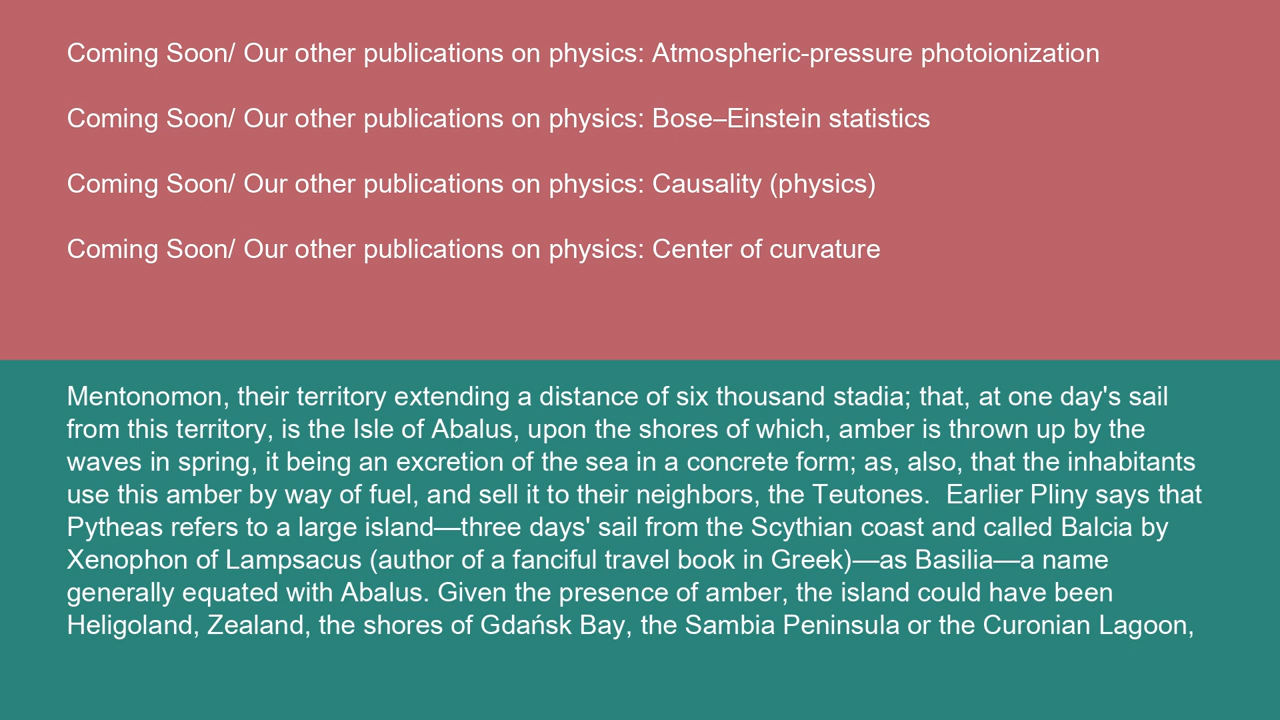 Coming Soon/ Our other publications on physics: Atmospheric-pressure photoionization
Coming Soon/ Our other publications on physics: Bose–Einstein statistics
Coming Soon/ Our other publications on physics: Causality (physics)
Coming Soon/ Our other publications on physics: Center of curvature
Mentonomon, their territory extending a distance of six thousand stadia; that, at one day's sail
from this territory, is the Isle of Abalus, upon the shores of which, amber is thrown up by the
waves in spring, it being an excretion of the sea in a concrete form; as, also, that the inhabitants
use this amber by way of fuel, and sell it to their neighbors, the Teutones.  Earlier Pliny says that
Pytheas refers to a large island—three days' sail from the Scythian coast and called Balcia by
Xenophon of Lampsacus (author of a fanciful travel book in Greek)—as Basilia—a name
generally equated with Abalus. Given the presence of amber, the island could have been
Heligoland, Zealand, the shores of Gdańsk Bay, the Sambia Peninsula or the Curonian Lagoon,